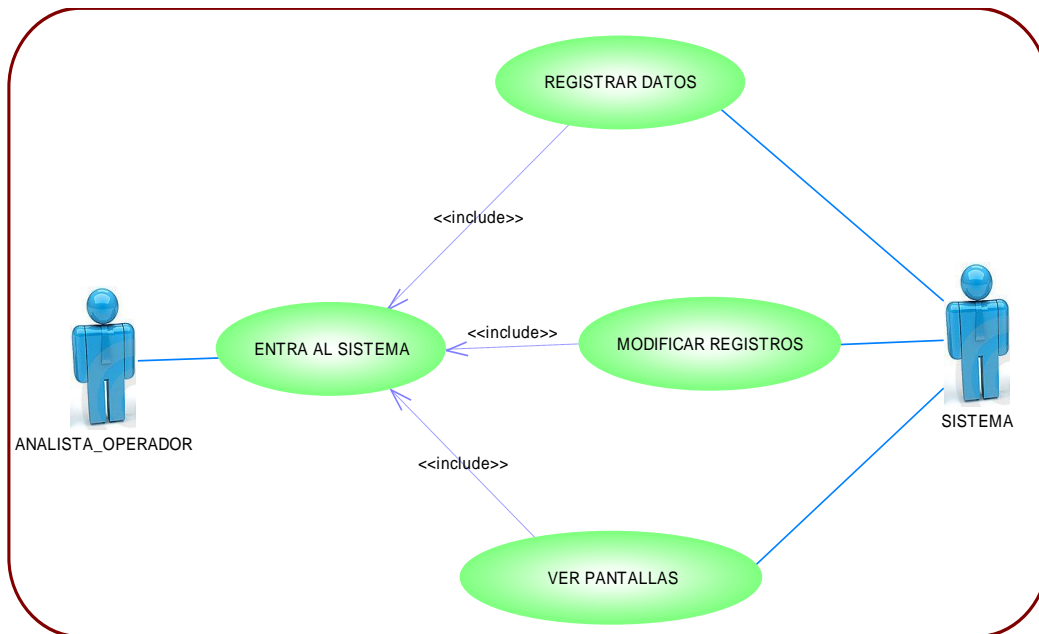 REGISTRAR DATOS
<<include>>
<<include>>
ENTRA AL SISTEMA
MODIFICAR REGISTROS
SISTEMA
ANALISTA_OPERADOR
<<include>>
VER PANTALLAS